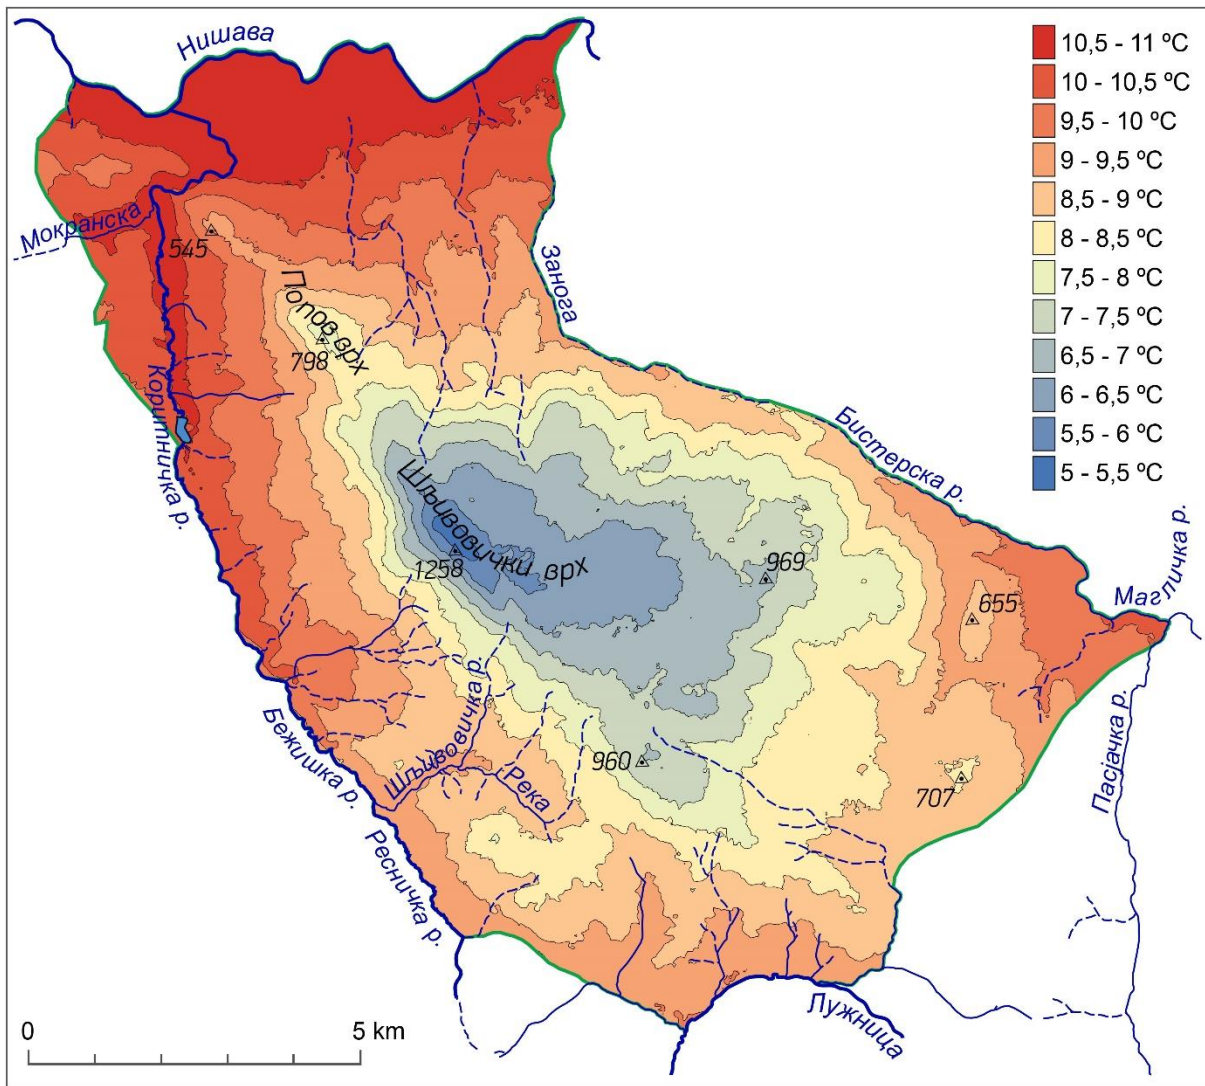 Нишава
10,5 - 11 ºC
10 - 10,5 ºC
9,5 - 10 ºC
9 - 9,5 ºC
8,5 - 9 ºC
8 - 8,5 ºC
7,5 - 8 ºC
7 - 7,5 ºC
6,5 - 7 ºC
6 - 6,5 ºC
5,5 - 6 ºC
5 - 5,5 ºC
Мокранска
545
Занога
Попов врх
798
Коритничка р.
Бистерска р.
Шљивовички врх
1258
969
655
Магличка р.
Бежишка р.
Шљивовичка р.
Река
960
707
Пасјачка р.
Ресничка р.
Лужница
0 5 km